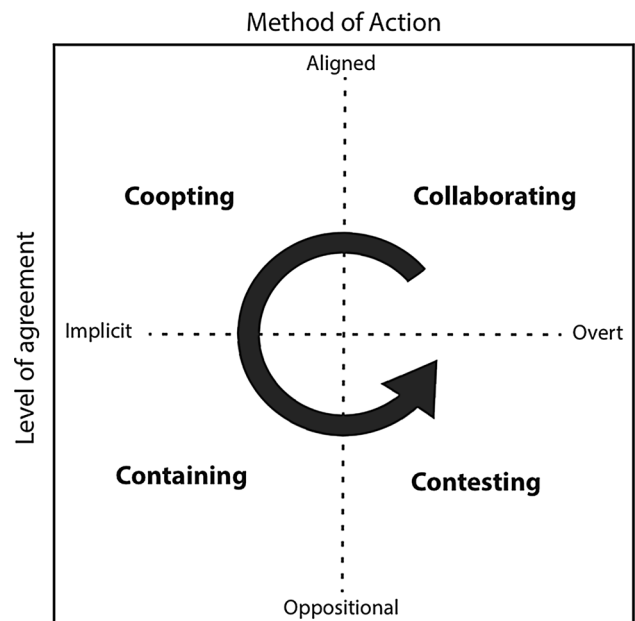 Method of Action
Aligned
Coopting
Collaborating
Level of agreement
Implicit
Overt
Containing
Contesting
Oppositional